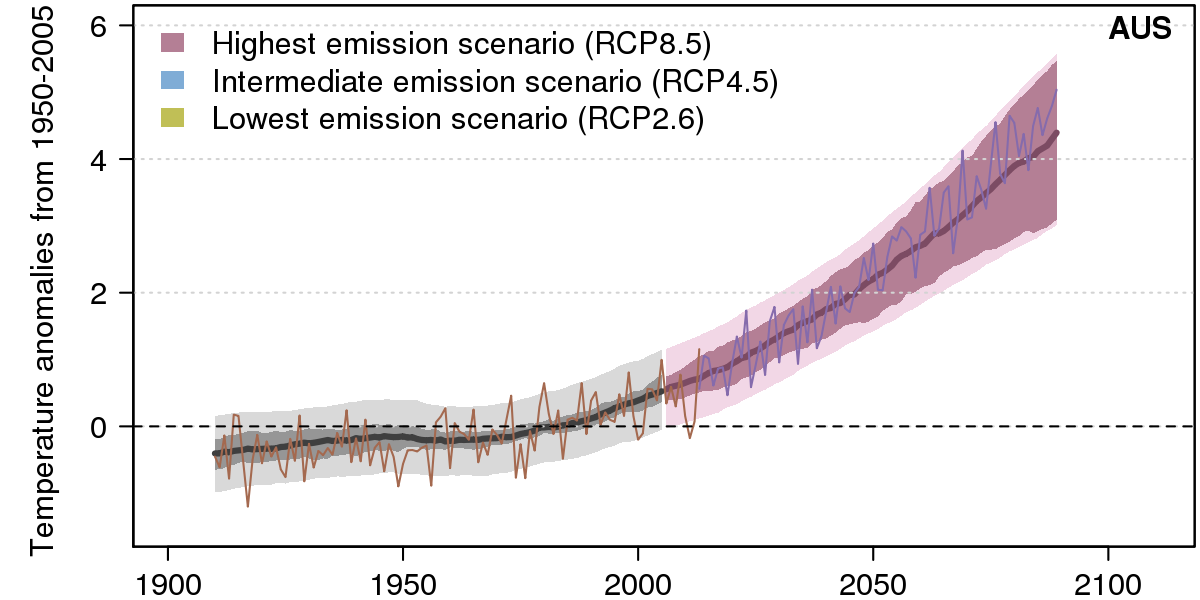 Temperature anomalies from 1950-2005
6
4
2
0
AUS
Highest emission scenario (RCP8.5)
Intermediate emission scenario (RCP4.5)
Lowest emission scenario (RCP2.6)
1900 1950 2000 2050 2100